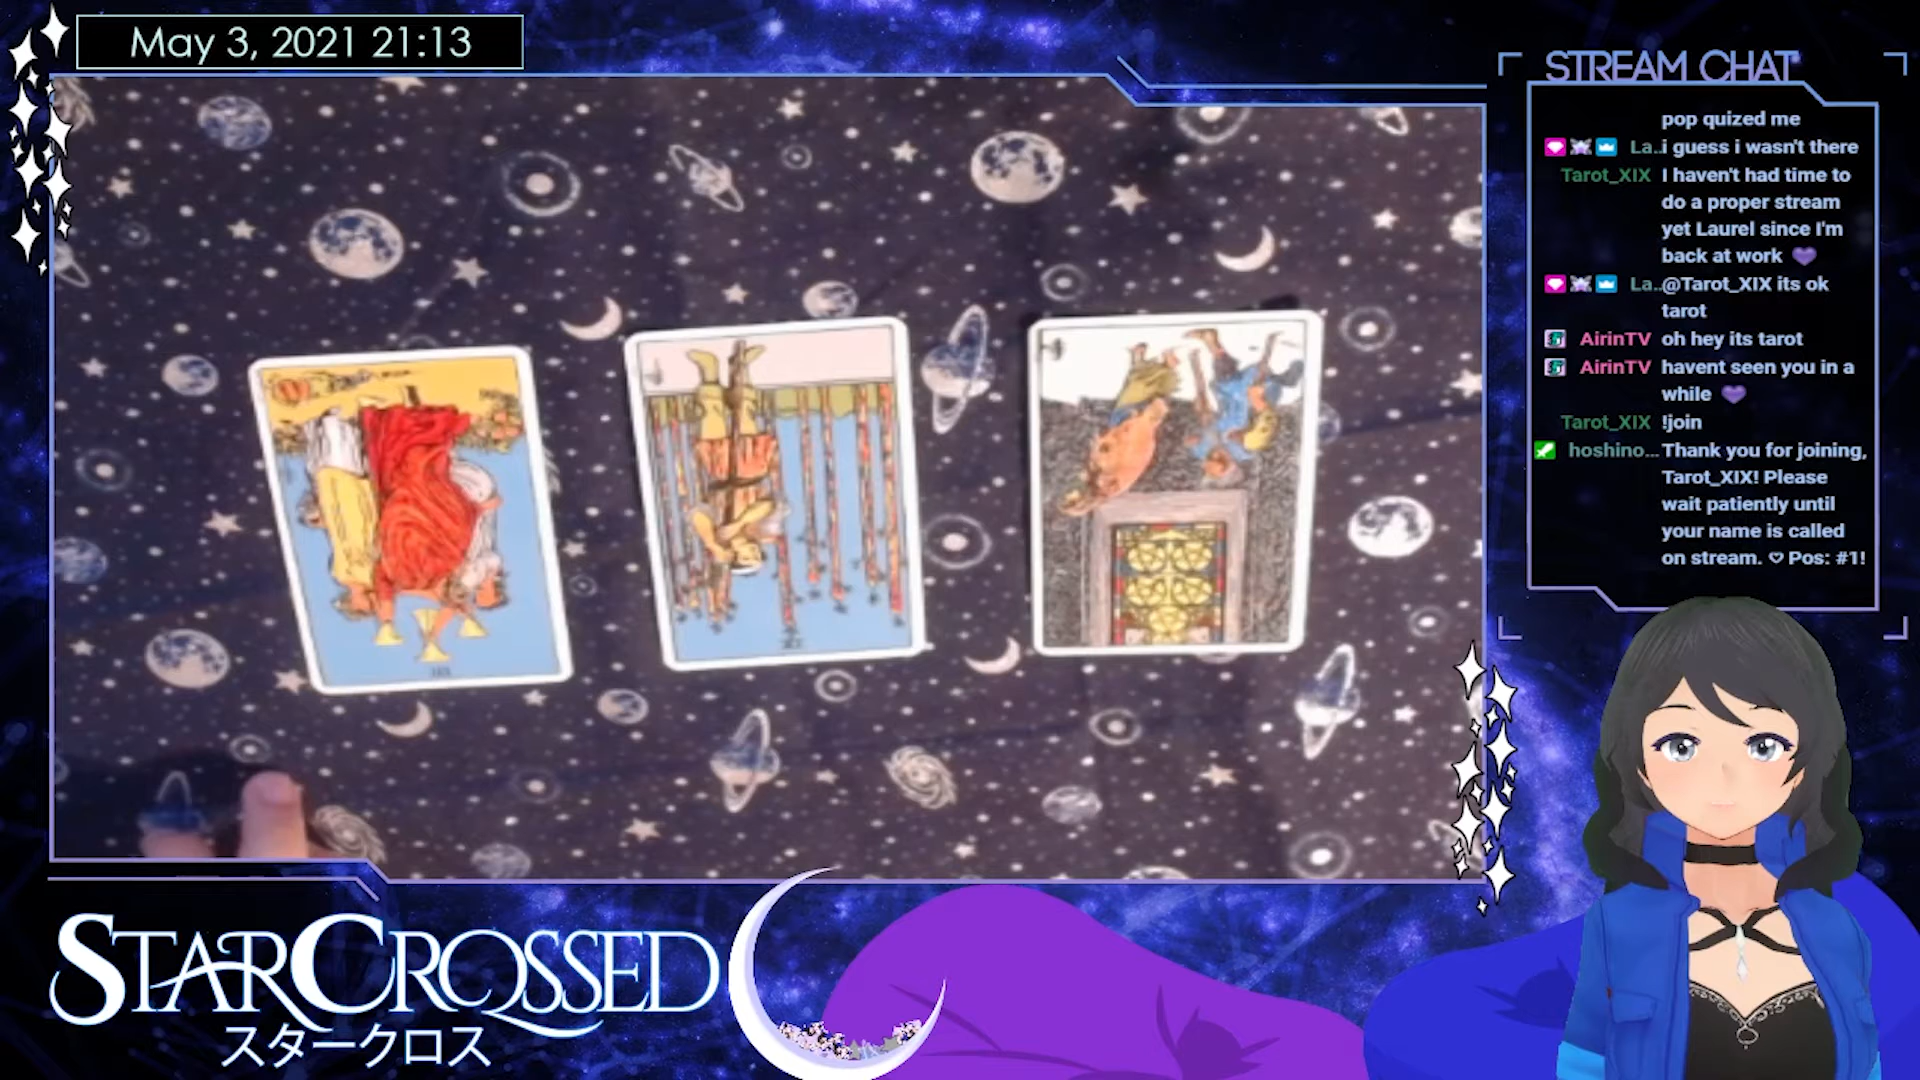 May 3, 2021 21:13
STREAM CHAT
pop quized me
La..i guess i wasn't there
Tarot_XIX I haven't had time to
do a proper stream
yet Laurel since I'm
back at work 💜
La..@Tarot_XIX its ok
tarot
AirinTV oh hey its tarot
AirinTV havent seen you in a
while 💜
Tarot_XIX !join
hoshino... Thank you for joining,
Tarot_XIX! Please
wait patiently until
your name is called
on stream. ♡ Pos: #1!
STARCROSSED
スタークロス